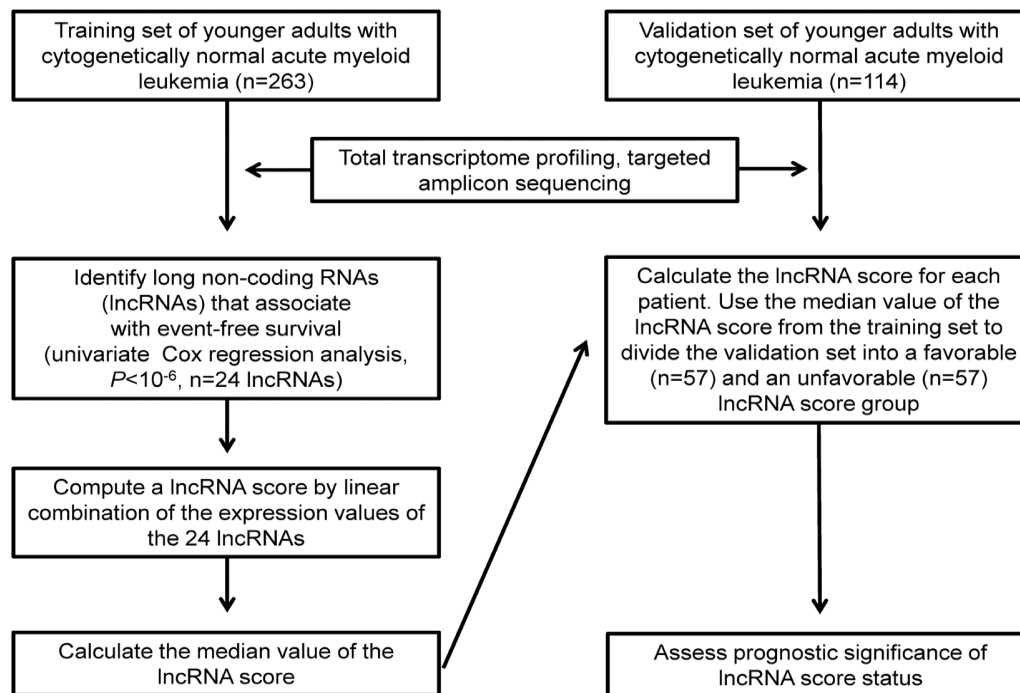 Training set of younger adults with
cytogenetically normal acute myeloid
leukemia (n=263)
Validation set of younger adults with
cytogenetically normal acute myeloid
leukemia (n=114)
Total transcriptome profiling, targeted
amplicon sequencing
Identify long non-coding RNAs
(lncRNAs) that associate
with event-free survival
(univariate Cox regression analysis,
P<10⁻⁶, n=24 lncRNAs)
Compute a lncRNA score by linear
combination of the expression values of
the 24 lncRNAs
Calculate the median value of the
lncRNA score
Calculate the lncRNA score for each
patient. Use the median value of the
lncRNA score from the training set to
divide the validation set into a favorable
(n=57) and an unfavorable (n=57)
lncRNA score group
Assess prognostic significance of
lncRNA score status